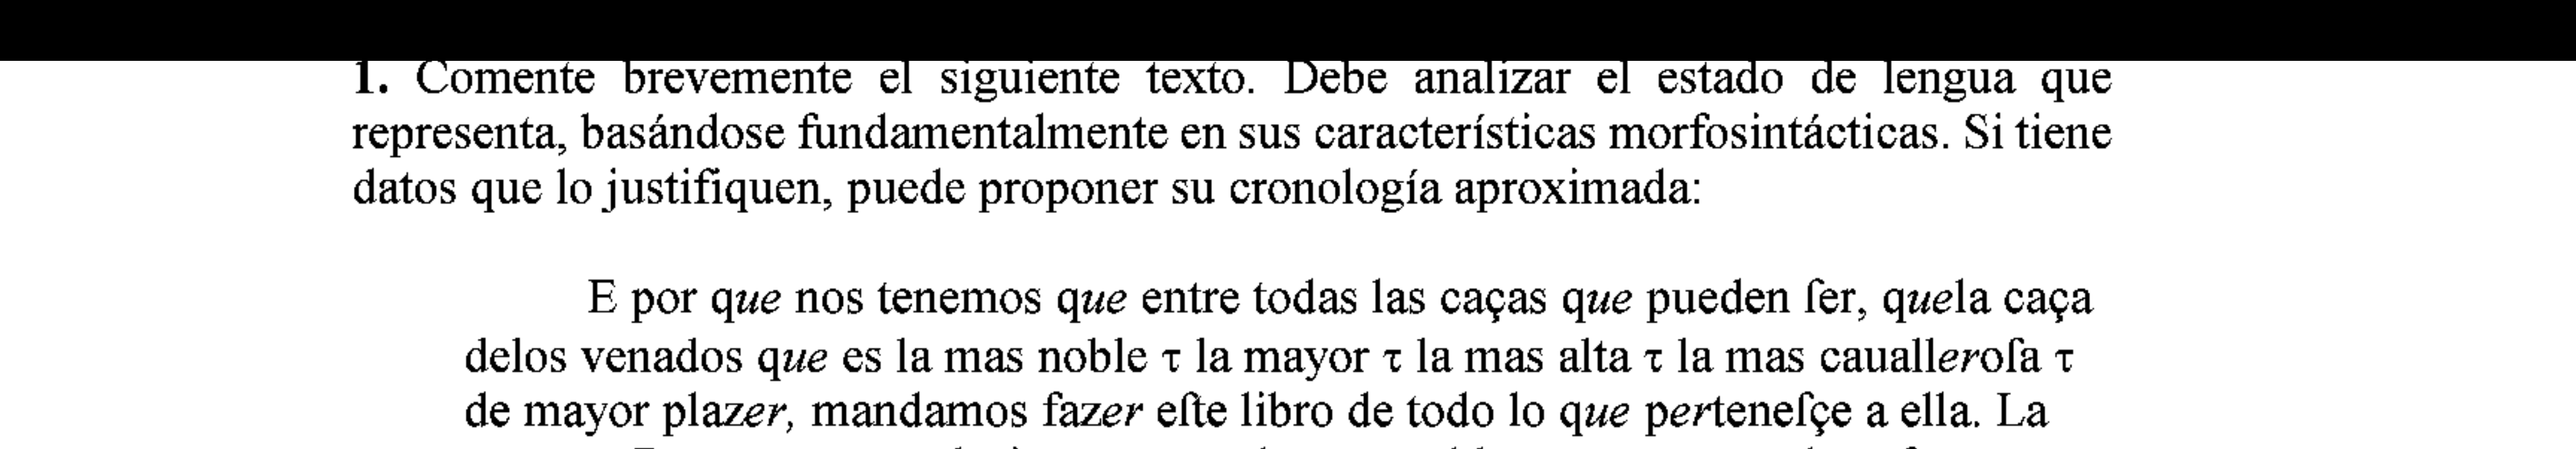 1. Comente brevemente el siguiente texto. Debe analizar el estado de lengua que
representa, basándose fundamentalmente en sus características morfosintácticas. Si tiene
datos que lo justifiquen, puede proponer su cronología aproximada:
E por que nos tenemos que entre todas las caças que pueden ſer, quela caça
delos venados que es la mas noble τ la mayor τ la mas alta τ la mas caualleroſa τ
de mayor plazer, mandamos fazer eſte libro de todo lo que perteneſçe a ella. La